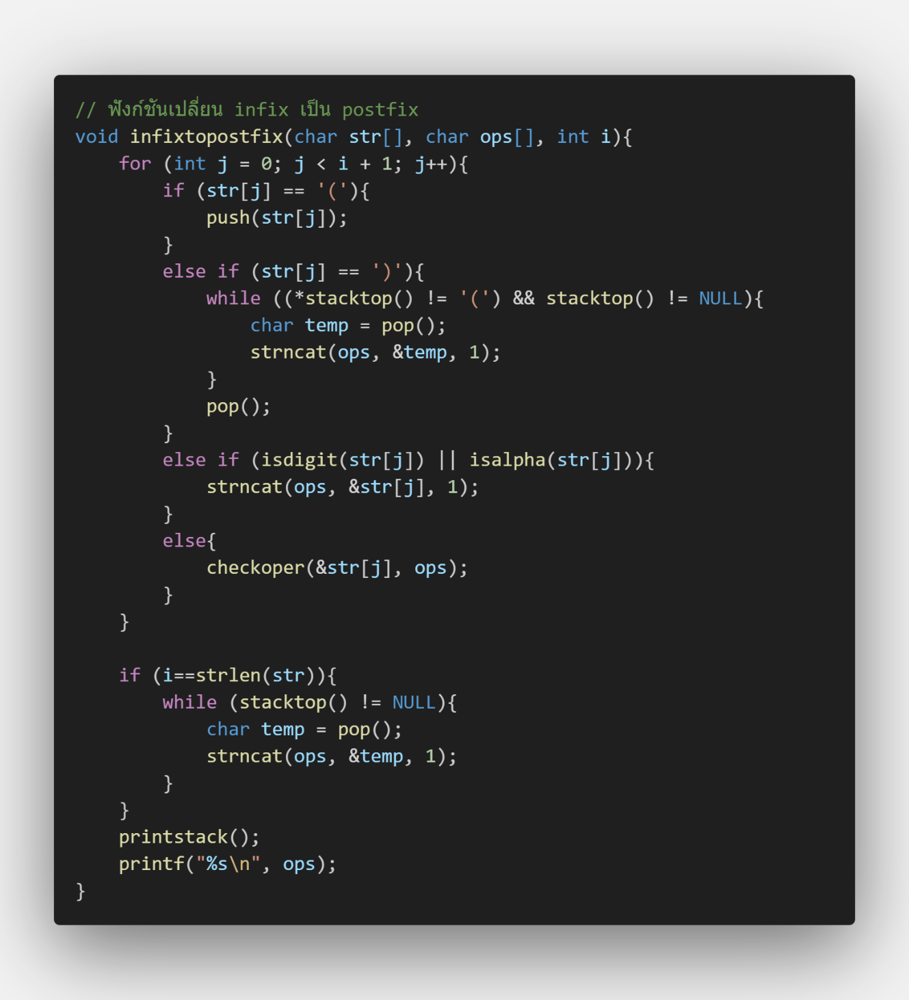 // ฟังก์ชันเปลี่ยน infix เป็น postfix
void infixtopostfix(char str[], char ops[], int i){
    for (int j = 0; j < i + 1; j++){
        if (str[j] == '('){
            push(str[j]);
        }
        else if (str[j] == ')'){
            while ((*stacktop() != '(') && stacktop() != NULL){
                char temp = pop();
                strncat(ops, &temp, 1);
            }
            pop();
        }
        else if (isdigit(str[j]) || isalpha(str[j])){
            strncat(ops, &str[j], 1);
        }
        else{
            checkoper(&str[j], ops);
        }
    }

    if (i==strlen(str)){
        while (stacktop() != NULL){
            char temp = pop();
            strncat(ops, &temp, 1);
        }
    }
    printstack();
    printf("%s\n", ops);
}